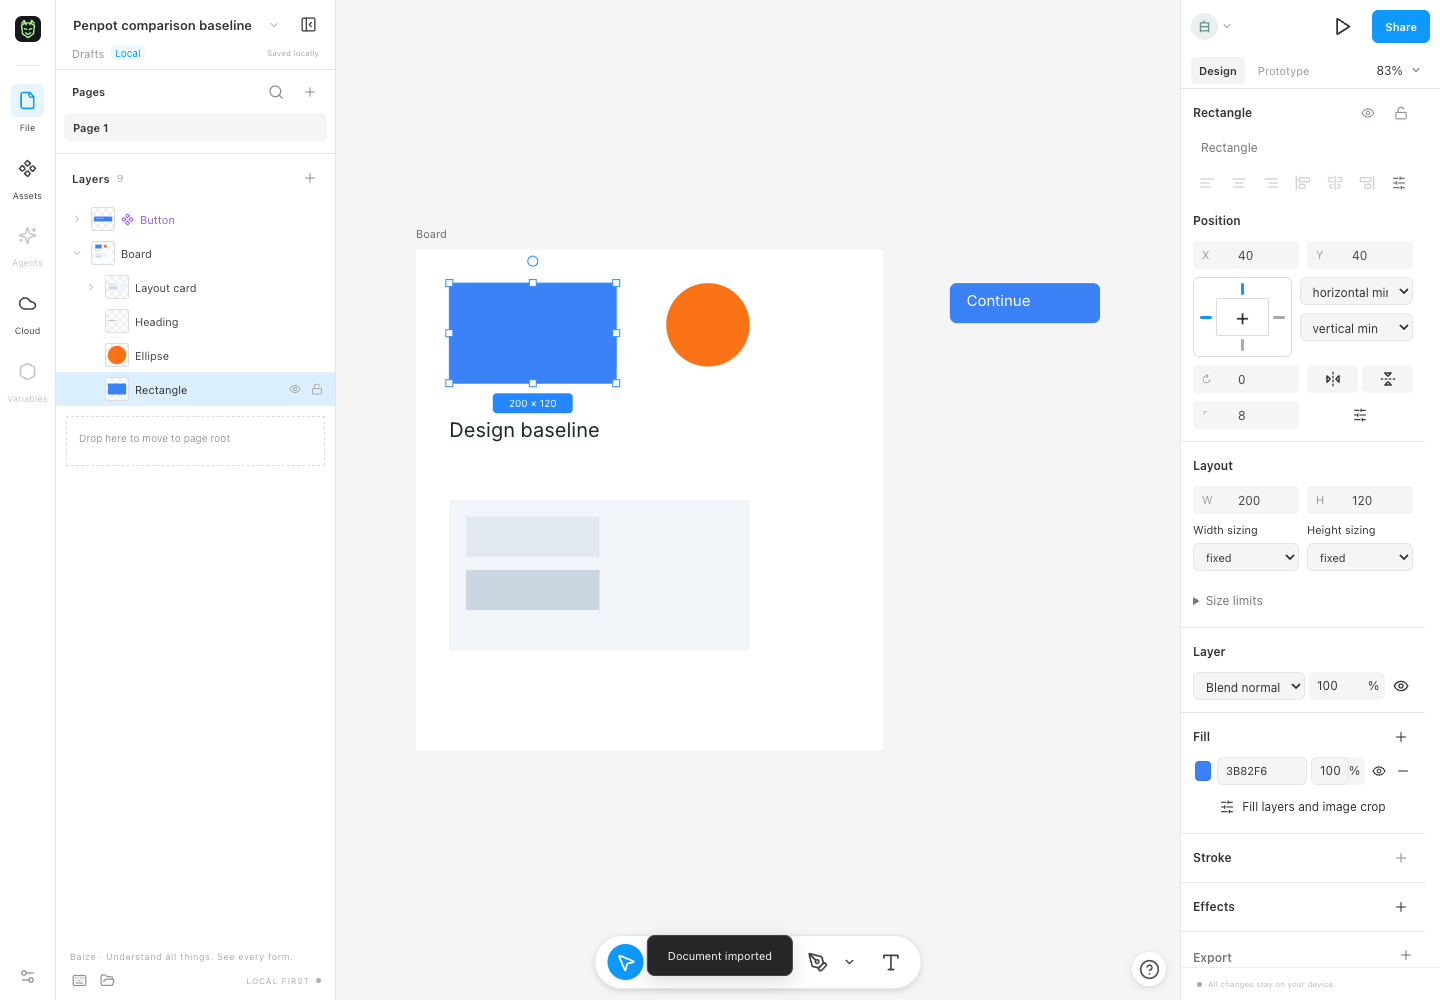 Penpot comparison baseline
Drafts Local Saved locally
File
Assets
Agents
Cloud
Variables
Pages
Page 1
Layers 9
Button
Board
Layout card
Heading
Ellipse
Rectangle
Drop here to move to page root
Baize · Understand all things. See every form.
LOCAL FIRST
Board
200 × 120
Design baseline
Continue
Document imported
白
Share
Design Prototype 83%
Rectangle
Rectangle
Position
X 40 Y 40
horizontal min
vertical min
0
8
Layout
W 200 H 120
Width sizing Height sizing
fixed fixed
Size limits
Layer
Blend normal 100 %
Fill
3B82F6 100 %
Fill layers and image crop
Stroke
Effects
Export
All changes stay on your device.